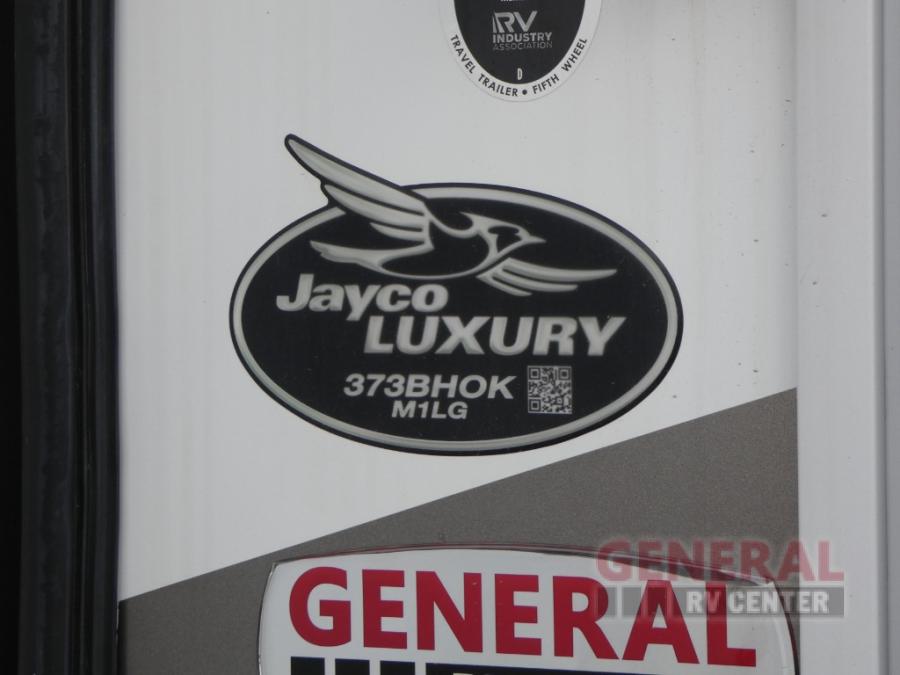 RV
INDUSTRY
ASSOCIATION
D
TRAVEL TRAILER • FIFTH WHEEL
Jayco
LUXURY
373BHOK
M1LG
GENERAL
GENERAL
RV CENTER